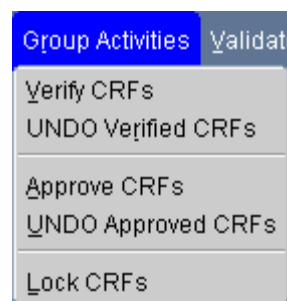 Group Activities Validat
Verify CRFs
UNDO Verified CRFs
Approve CRFs
UNDO Approved CRFs
Lock CRFs